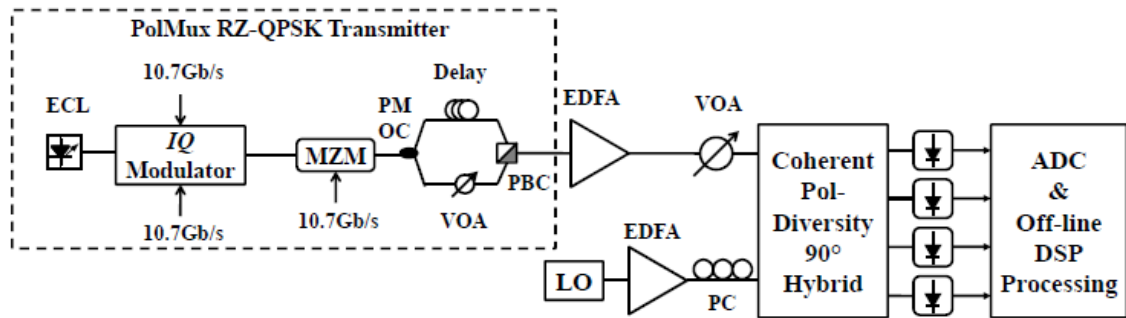 PolMux RZ-QPSK Transmitter
10.7Gb/s
ECL
IQ
Modulator
10.7Gb/s
MZM
10.7Gb/s
PM
OC
Delay
VOA
PBC
EDFA
VOA
LO
EDFA
PC
Coherent
Pol-
Diversity
90°
Hybrid
ADC
&
Off-line
DSP
Processing